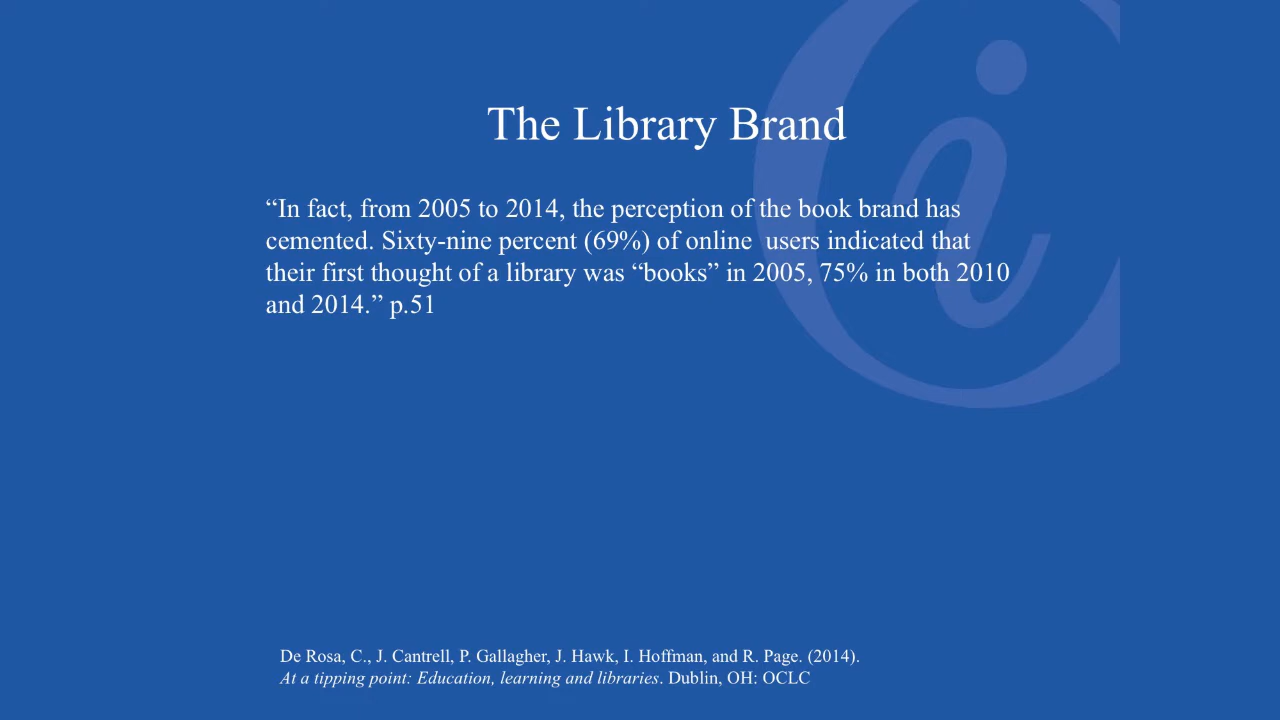 The Library Brand
“In fact, from 2005 to 2014, the perception of the book brand has
cemented. Sixty-nine percent (69%) of online  users indicated that
their first thought of a library was “books” in 2005, 75% in both 2010
and 2014.” p.51
De Rosa, C., J. Cantrell, P. Gallagher, J. Hawk, I. Hoffman, and R. Page. (2014).
At a tipping point: Education, learning and libraries. Dublin, OH: OCLC